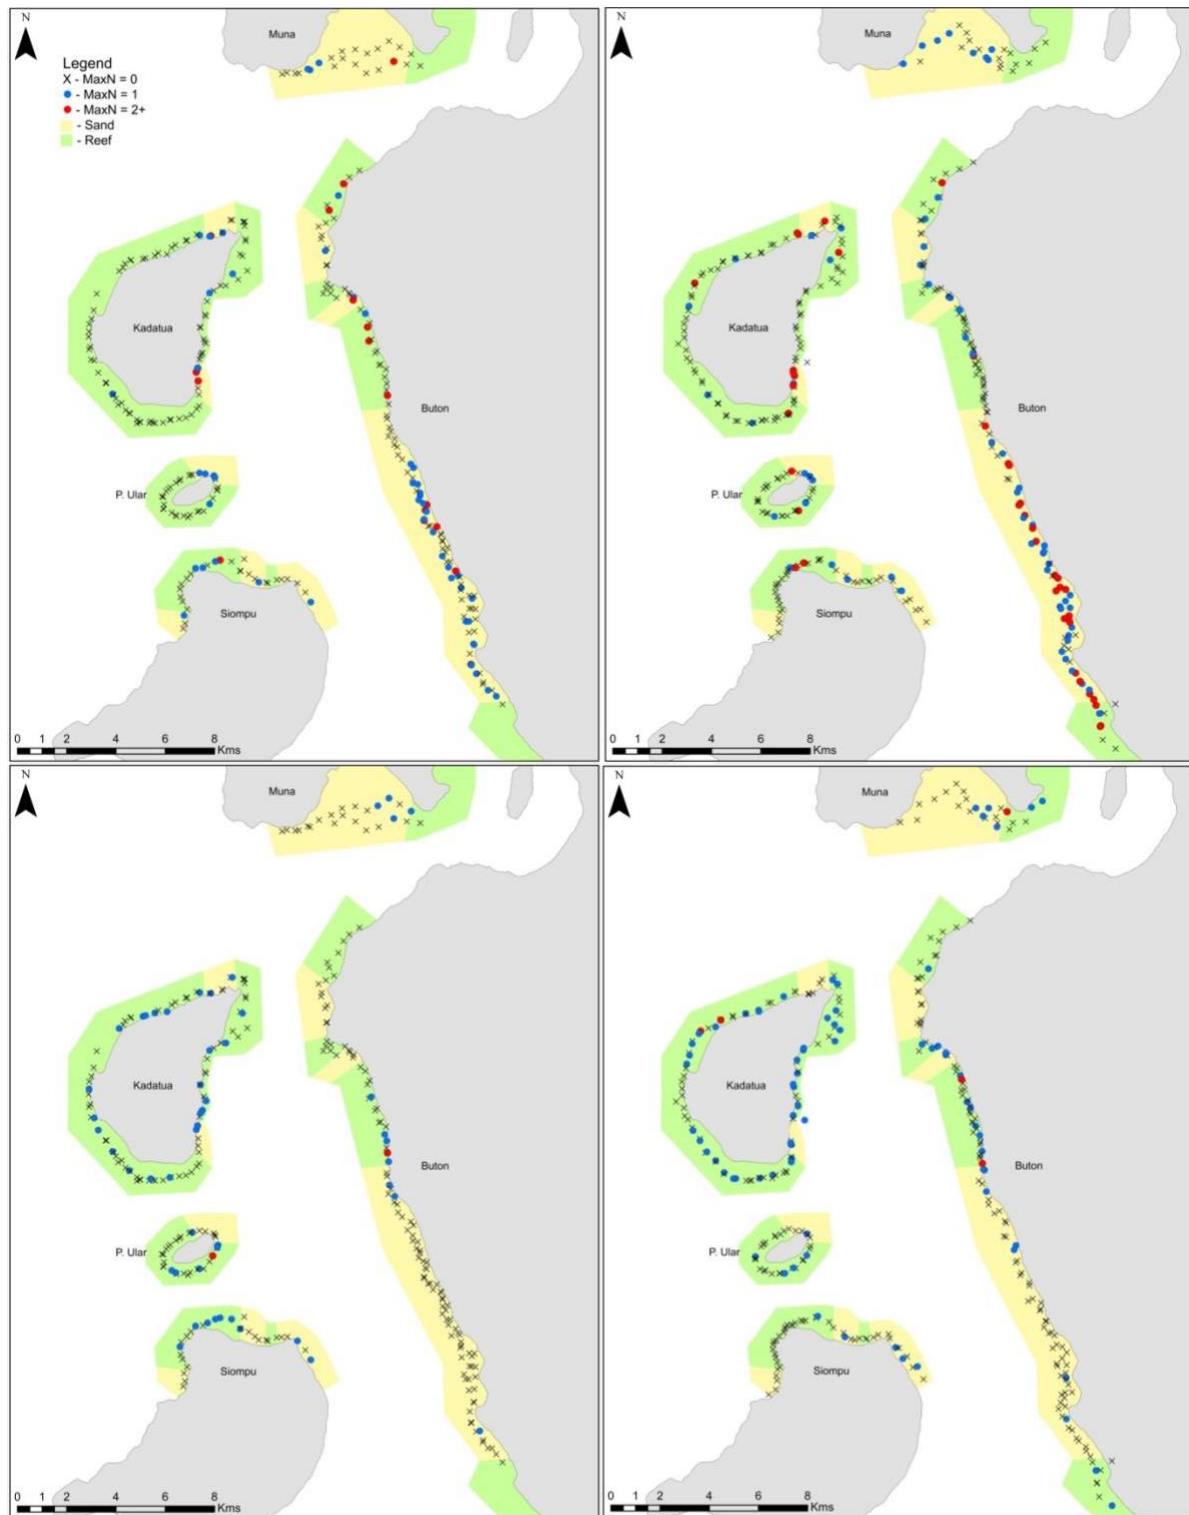 N
Muna
Legend
X - MaxN = 0
- MaxN = 1
- MaxN = 2+
- Sand
- Reef
Kadatua
Buton
P. Ular
Siompu
0 1 2 4 6 8
Kms
N
Muna
Kadatua
Buton
P. Ular
Siompu
0 1 2 4 6 8
Kms
N
Muna
Kadatua
Buton
P. Ular
Siompu
0 1 2 4 6 8
Kms
N
Muna
Kadatua
Buton
P. Ular
Siompu
0 1 2 4 6 8
Kms